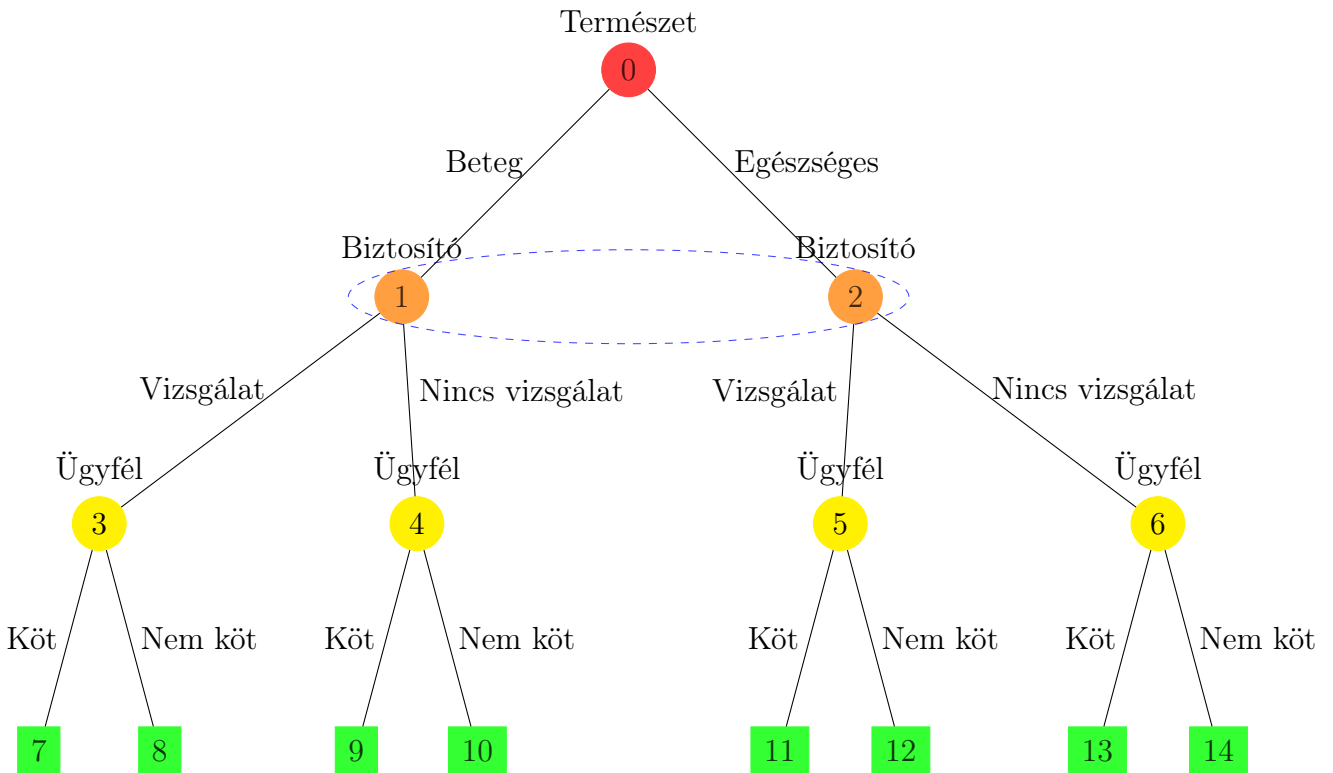 Természet
0
Beteg Egészséges
Biztosító Biztosító
1 2
Vizsgálat Nincs vizsgálat Vizsgálat Nincs vizsgálat
Ügyfél Ügyfél Ügyfél Ügyfél
3 4 5 6
Köt Nem köt Köt Nem köt Köt Nem köt Köt Nem köt
7 8 9 10 11 12 13 14